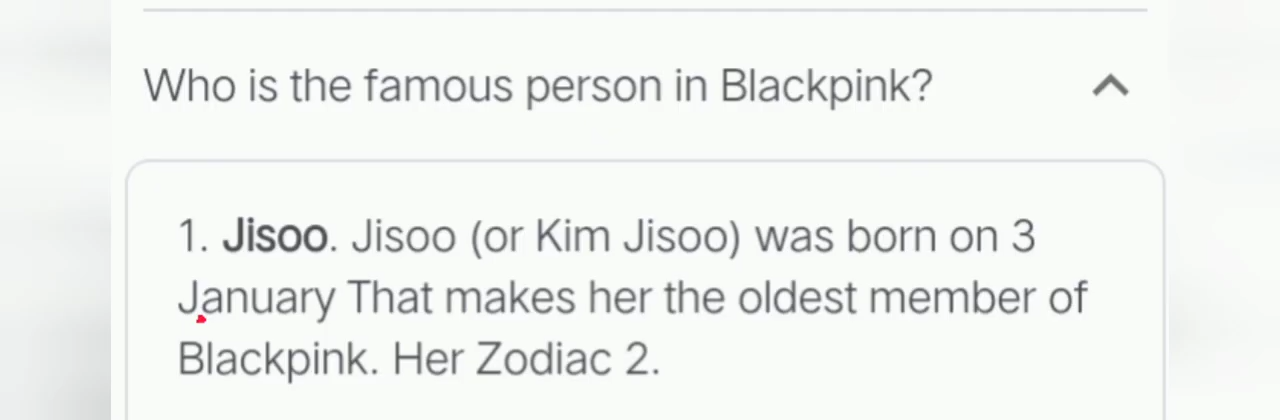 Who is the famous person in Blackpink?
1. Jisoo. Jisoo (or Kim Jisoo) was born on 3
January That makes her the oldest member of
Blackpink. Her Zodiac 2.